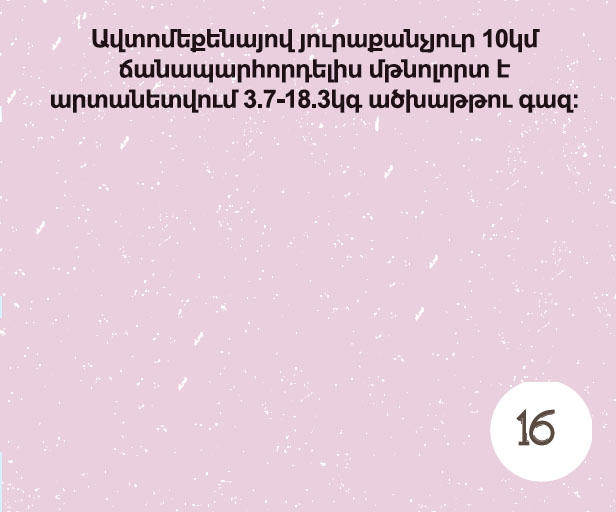 Ավտոմեքենայով յուրաքանչյուր 10կմ
ճանապարհորդելիս մթնոլորտ է
արտանետվում 3.7-18.3կգ ածխաթթու գազ:
16